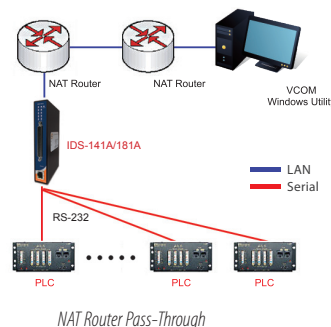 NAT Router
NAT Router
VCOM
Windows Utilit
IDS-141A/181A
LAN
Serial
RS-232
PLC
PLC
PLC
NAT Router Pass-Through